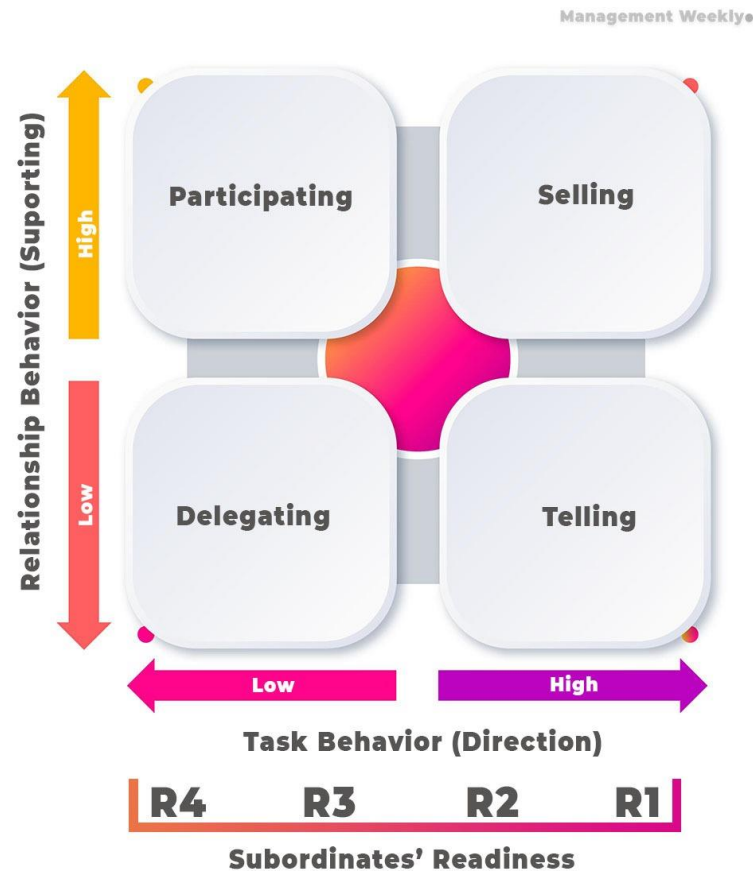 Management Weekly
Relationship Behavior (Suporting)
High
Low
Participating
Selling
Delegating
Telling
Low
High
Task Behavior (Direction)
R4 R3 R2 R1
Subordinates’ Readiness